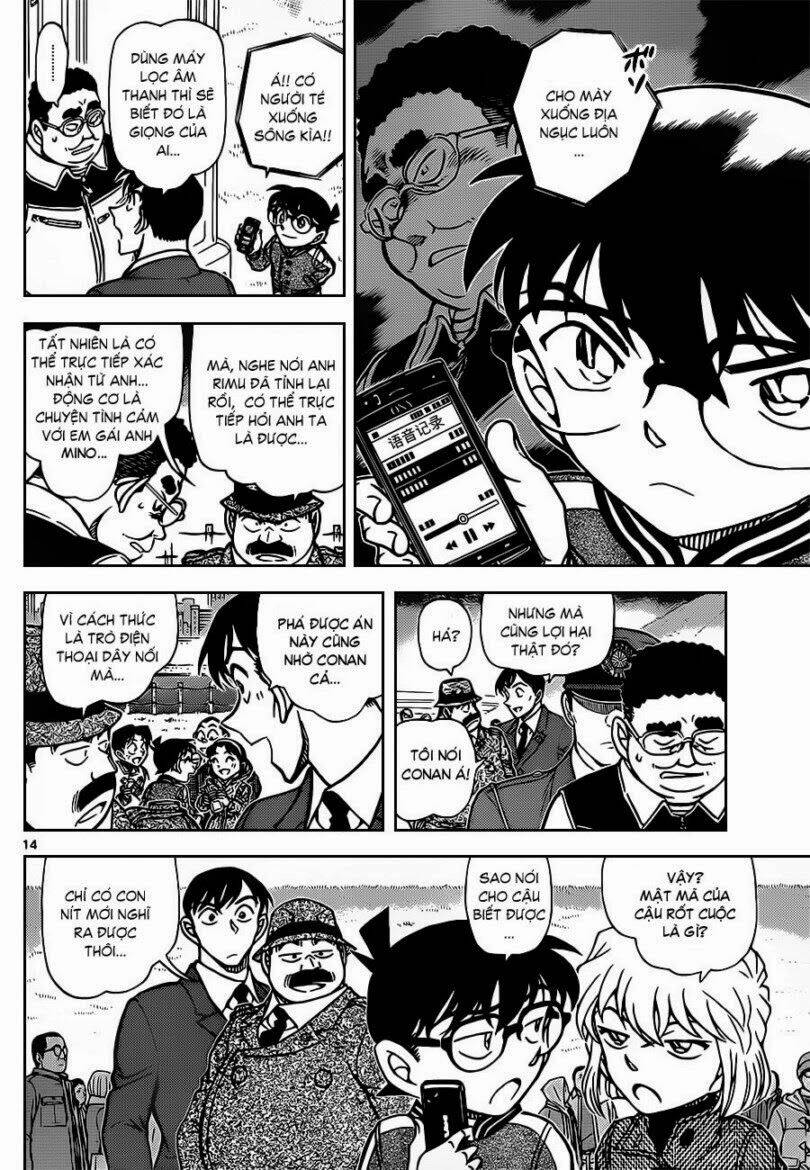 ボソ
CHO MÀY
XUỐNG ĐỊA
NGỤC LUÔN
...
语音记录
Á!! CÓ
NGƯỜI TÉ
XUỐNG
SÔNG KÌA!!
DÙNG MÁY
LỌC ÂM
THANH THÌ SẼ
BIẾT ĐÓ LÀ
GIỌNG CỦA
AI...
........
MÀ, NGHE NÓI ANH
RIMU ĐÃ TỈNH LẠI
RỒI, CÓ THỂ TRỰC
TIẾP HỎI ANH TA
LÀ ĐƯỢC...
TẤT NHIÊN LÀ CÓ
THỂ TRỰC TIẾP XÁC
NHẬN TỪ ANH...
ĐỘNG CƠ LÀ
CHUYỆN TÌNH CẢM
VỚI EM GÁI ANH
MINO...
NHƯNG MÀ
CŨNG LỢI HẠI
THẬT ĐÓ?
HẢ?
TÔI NÓI
CONAN Á!
PHÁ ĐƯỢC ÁN
NÀY CŨNG
NHỜ CONAN
CẢ...
VÌ CÁCH THỨC
LÀ TRÒ ĐIỆN
THOẠI DÂY NỐI
MÀ...
14
CHỈ CÓ CON
NÍT MỚI NGHĨ
RA ĐƯỢC
THÔI...
VẬY?
MẬT MÃ CỦA
CẬU RỐT CUỘC
LÀ GÌ?
SAO NÓI
CHO CẬU
BIẾT ĐƯỢC
...